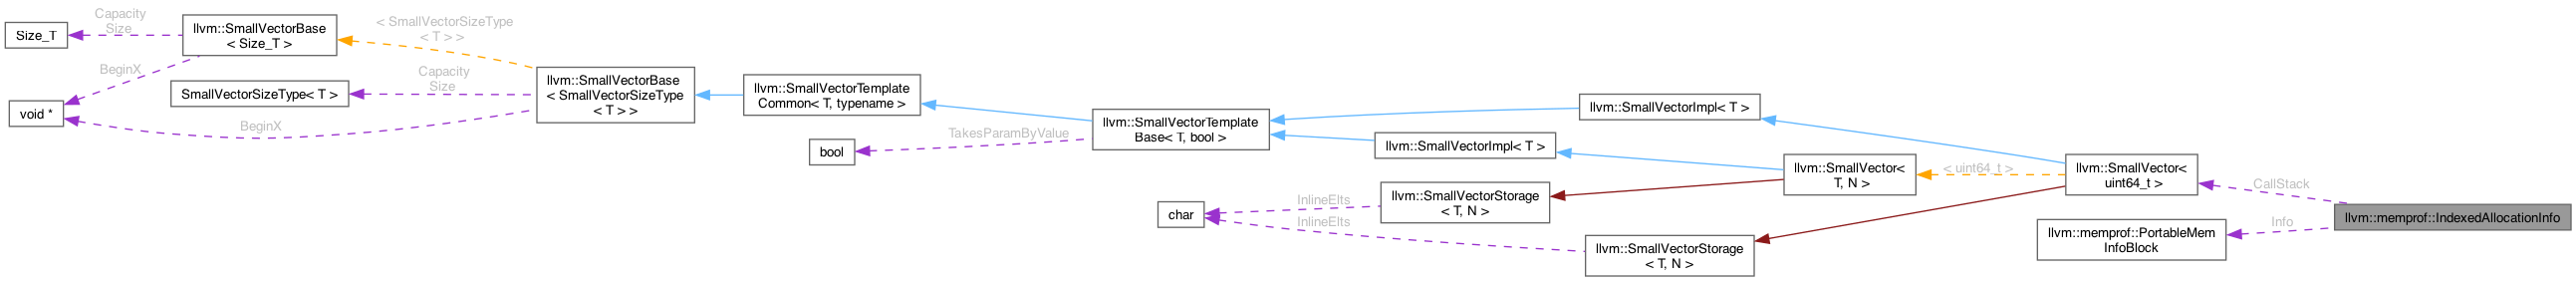 Size_T
Capacity
Size
llvm::SmallVectorBase
< Size_T >
< SmallVectorSizeType
< T > >
BeginX
SmallVectorSizeType< T >
void *
Capacity
Size
BeginX
llvm::SmallVectorBase
< SmallVectorSizeType
< T > >
llvm::SmallVectorTemplate
Common< T, typename >
bool
TakesParamByValue
llvm::SmallVectorTemplate
Base< T, bool >
llvm::SmallVectorImpl< T >
llvm::SmallVectorImpl< T >
char
InlineElts
InlineElts
llvm::SmallVectorStorage
< T, N >
llvm::SmallVectorStorage
< T, N >
llvm::SmallVector<
T, N >
< uint64_t >
llvm::SmallVector<
uint64_t >
CallStack
llvm::memprof::PortableMem
InfoBlock
Info
llvm::memprof::IndexedAllocationInfo